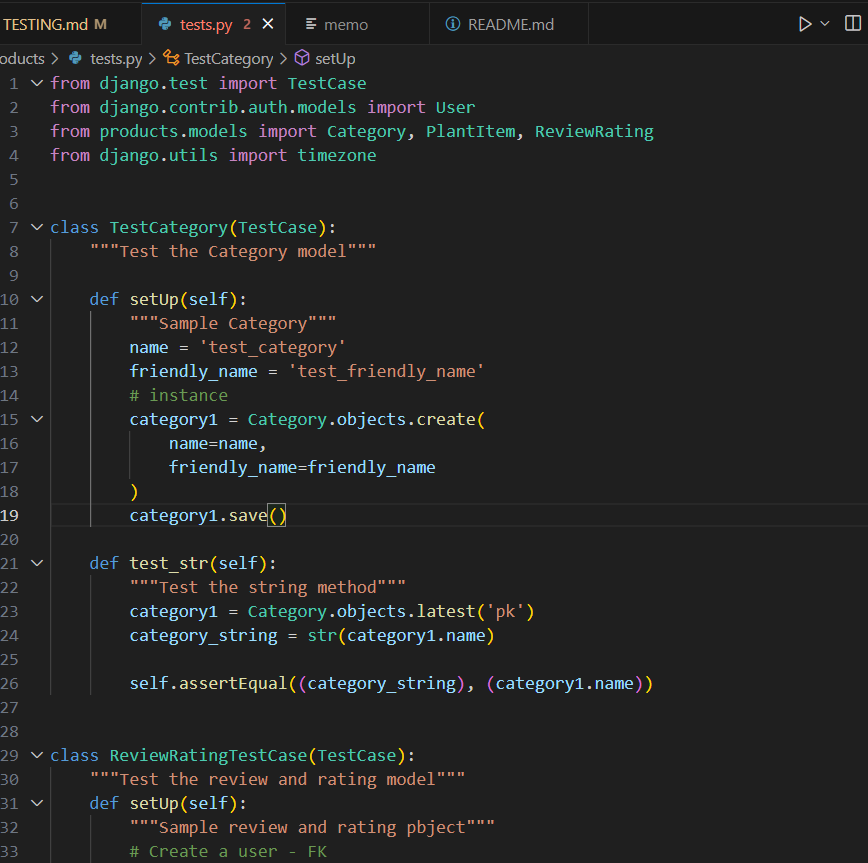 TESTING.md M tests.py 2 memo README.md
oducts > tests.py > TestCategory > setUp
1 from django.test import TestCase
2 from django.contrib.auth.models import User
3 from products.models import Category, PlantItem, ReviewRating
4 from django.utils import timezone
5
6
7 class TestCategory(TestCase):
8 """Test the Category model"""
9
10 def setUp(self):
11 """Sample Category"""
12 name = 'test_category'
13 friendly_name = 'test_friendly_name'
14 # instance
15 category1 = Category.objects.create(
16 name=name,
17 friendly_name=friendly_name
18 )
19 category1.save()
20
21 def test_str(self):
22 """Test the string method"""
23 category1 = Category.objects.latest('pk')
24 category_string = str(category1.name)
25
26 self.assertEqual((category_string), (category1.name))
27
28
29 class ReviewRatingTestCase(TestCase):
30 """Test the review and rating model"""
31 def setUp(self):
32 """Sample review and rating pbject"""
33 # Create a user - FK